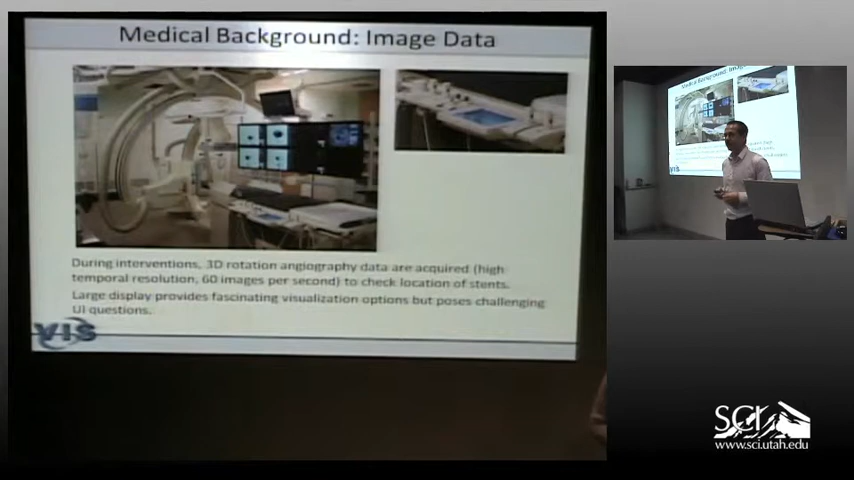 Medical Background: Image Data
During interventions, 3D rotation angiography data are acquired (high
temporal resolution, 60 images per second) to check location of stents.
Large display provides fascinating visualization options but poses challenging
UI questions.
VIS
SCI
www.sci.utah.edu